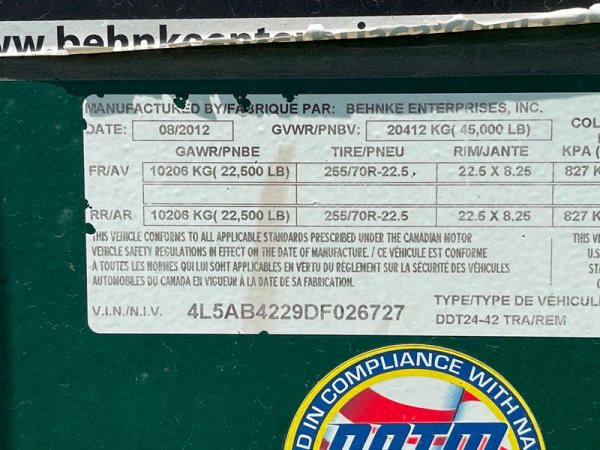 w.behnkeenterprises.com
MANUFACTURED BY/FABRIQUE PAR: BEHNKE ENTERPRISES, INC.
DATE: 08/2012 GVWR/PNBV: 20412 KG( 45,000 LB) COL
GAWR/PNBE TIRE/PNEU RIM/JANTE KPA (
FR/AV 10206 KG( 22,500 LB) 255/70R-22.5, 22.5 X 8.25 827 K
RR/AR 10206 KG( 22,500 LB) 255/70R-22.5 22.5 X 8.25 827 K
THIS VEHICLE CONFORMS TO ALL APPLICABLE STANDARDS PRESCRIBED UNDER THE CANADIAN MOTOR THIS V
VEHICLE SAFETY REGULATIONS IN EFFECT ON THE DATE OF MANUFACTURE. / CE VÉHICULE EST CONFORME U.S.
À TOUTES LES NORMES QUI LUI SONT APPLICABLES EN VERTU DU RÈGLEMENT SUR LA SÉCURITÉ DES VÉHICULES STA
AUTOMOBILES DU CANADA EN VIGUEUR À LA DATE DE SA FABRICATION.
V.I.N./N.I.V. 4L5AB4229DF026727 TYPE/TYPE DE VÉHICUL
DDT24-42 TRA/REM
D IN COMPLIANCE WITH NA
NATM